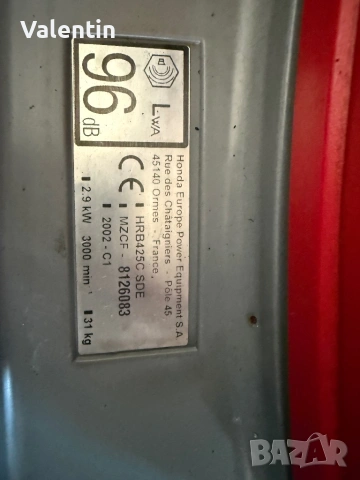 Valentin
96 dB
LWA
Honda Europe Power Equipment S.A.
Rue des Châtaigniers - Pôle 45
45140 Ormes - France,
CE HRB425C SDE
MZCF - 8126083
2002 - C1
2.9 kW 3000 min⁻¹ 31 kg
BAZAR